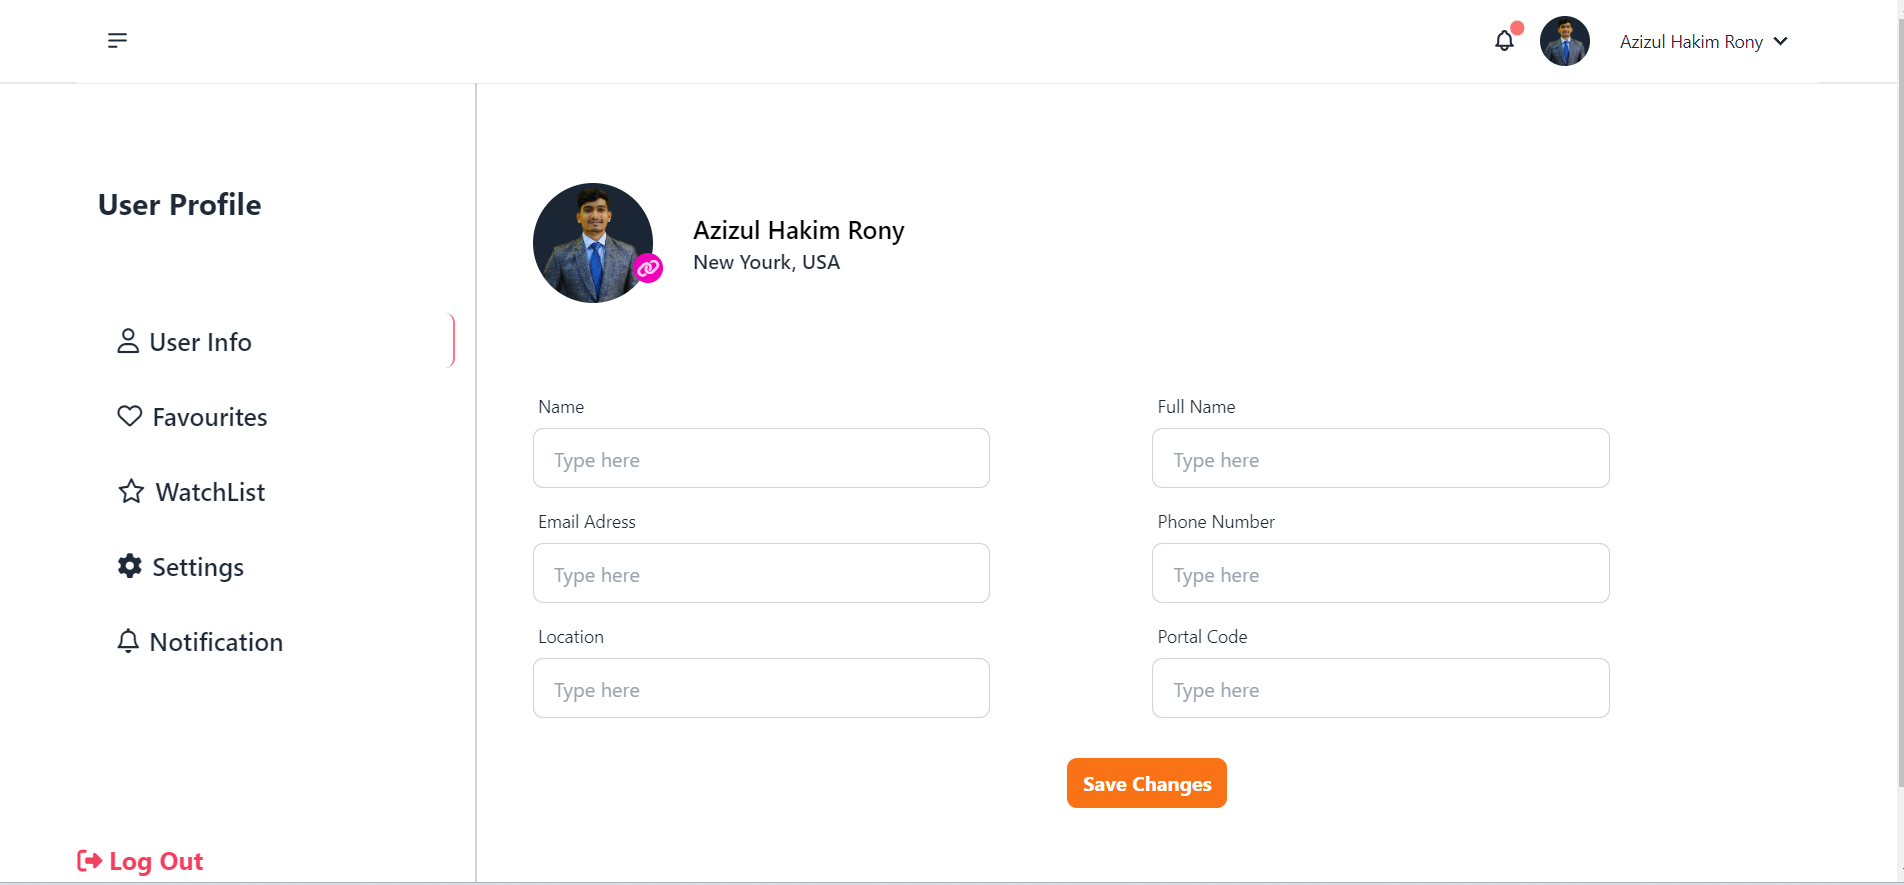 Azizul Hakim Rony
User Profile
Azizul Hakim Rony
New Yourk, USA
User Info
Favourites
WatchList
Settings
Notification
Log Out
Name
Type here
Full Name
Type here
Email Adress
Type here
Phone Number
Type here
Location
Type here
Portal Code
Type here
Save Changes